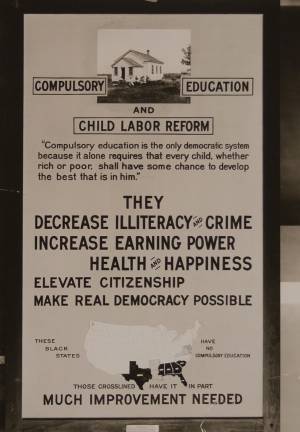 COMPULSORY EDUCATION
AND
CHILD LABOR REFORM
"Compulsory education is the only democratic system
because it alone requires that every child, whether
rich or poor, shall have some chance to develop
the best that is in him."
THEY
DECREASE ILLITERACY AND CRIME
INCREASE EARNING POWER
HEALTH AND HAPPINESS
ELEVATE CITIZENSHIP
MAKE REAL DEMOCRACY POSSIBLE
THESE
BLACK
STATES
HAVE
NO
COMPULSORY EDUCATION
THOSE CROSSLINED HAVE IT IN PART
MUCH IMPROVEMENT NEEDED